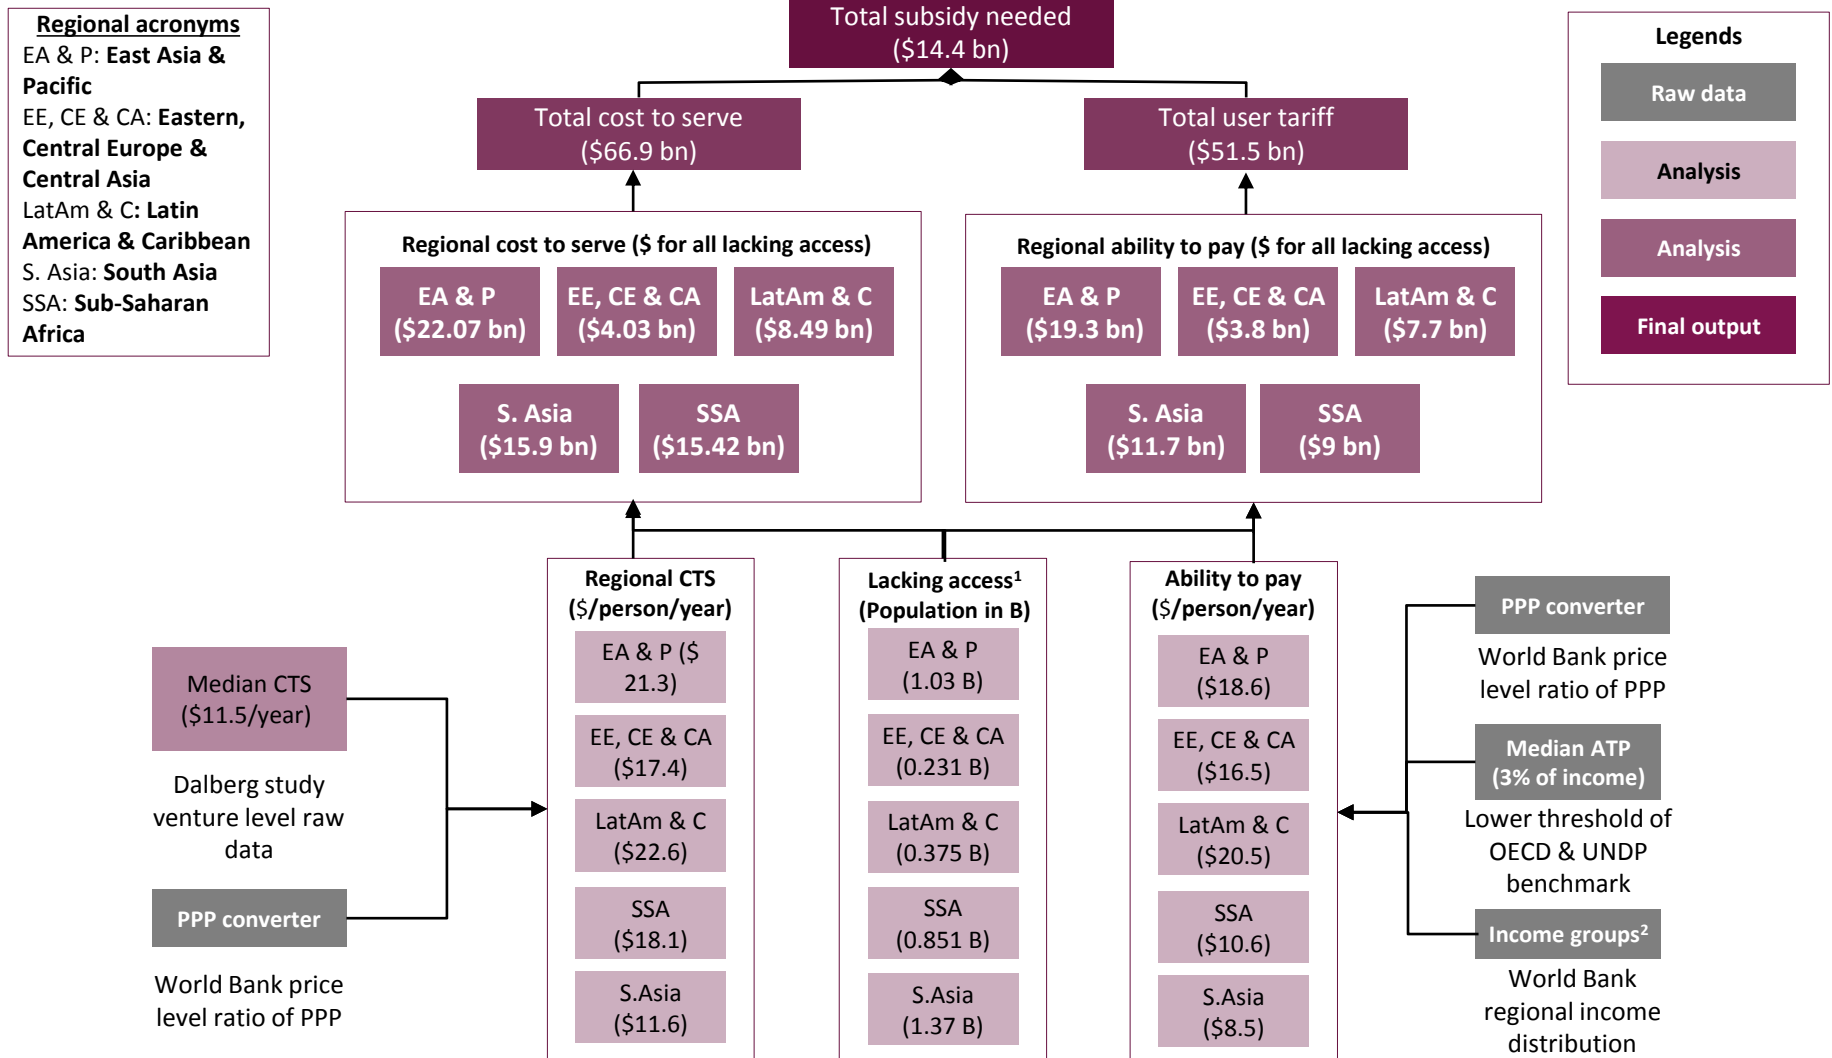 Regional acronyms
EA & P: East Asia &
Pacific
EE, CE & CA: Eastern,
Central Europe &
Central Asia
LatAm & C: Latin
America & Caribbean
S. Asia: South Asia
SSA: Sub-Saharan
Africa
Total subsidy needed
($14.4 bn)
Total cost to serve
($66.9 bn)
Total user tariff
($51.5 bn)
Legends
Raw data
Analysis
Analysis
Final output
Regional cost to serve ($ for all lacking access)
EA & P
($22.07 bn)
EE, CE & CA
($4.03 bn)
LatAm & C
($8.49 bn)
S. Asia
($15.9 bn)
SSA
($15.42 bn)
Regional ability to pay ($ for all lacking access)
EA & P
($19.3 bn)
EE, CE & CA
($3.8 bn)
LatAm & C
($7.7 bn)
S. Asia
($11.7 bn)
SSA
($9 bn)
Median CTS
($11.5/year)
Dalberg study
venture level raw
data
PPP converter
World Bank price
level ratio of PPP
Regional CTS
($/person/year)
EA & P ($
21.3)
EE, CE & CA
($17.4)
LatAm & C
($22.6)
SSA
($18.1)
S.Asia
($11.6)
Lacking access¹
(Population in B)
EA & P
(1.03 B)
EE, CE & CA
(0.231 B)
LatAm & C
(0.375 B)
SSA
(0.851 B)
S.Asia
(1.37 B)
Ability to pay
($/person/year)
EA & P
($18.6)
EE, CE & CA
($16.5)
LatAm & C
($20.5)
SSA
($10.6)
S.Asia
($8.5)
PPP converter
World Bank price
level ratio of PPP
Median ATP
(3% of income)
Lower threshold of
OECD & UNDP
benchmark
Income groups²
World Bank
regional income
distribution